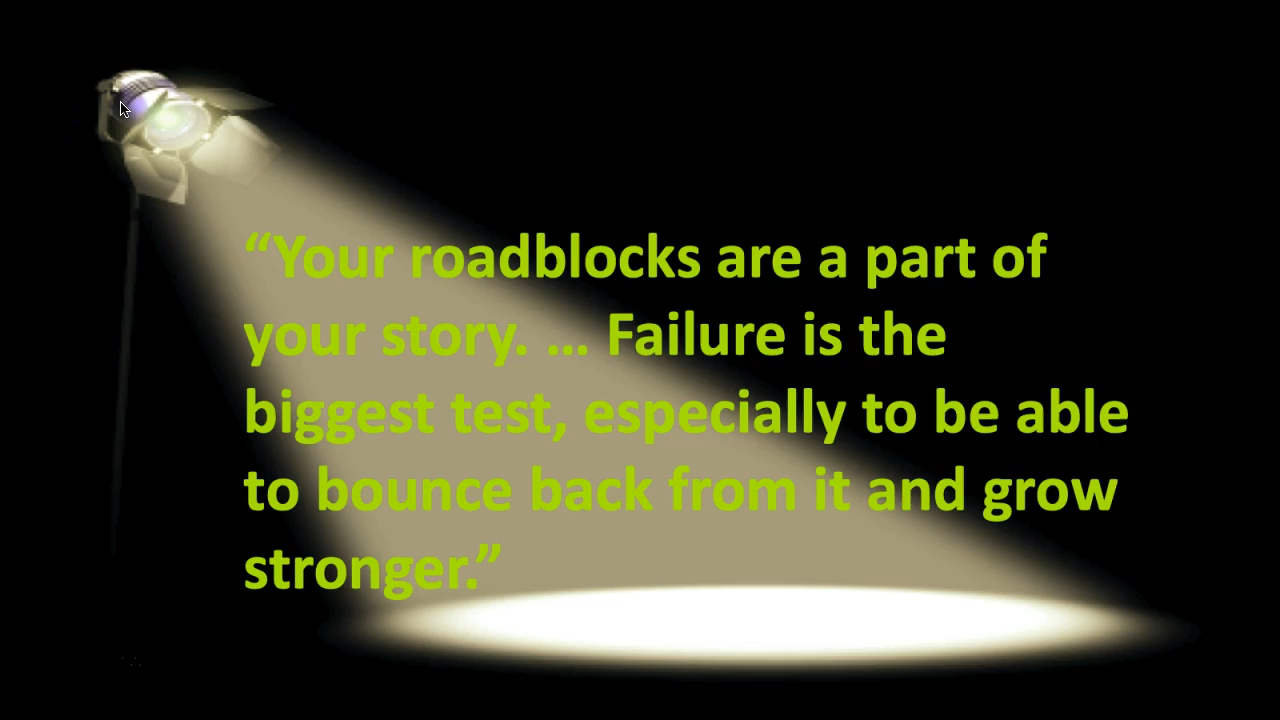 “Your roadblocks are a part of
your story. … Failure is the
biggest test, especially to be able
to bounce back from it and grow
stronger.”